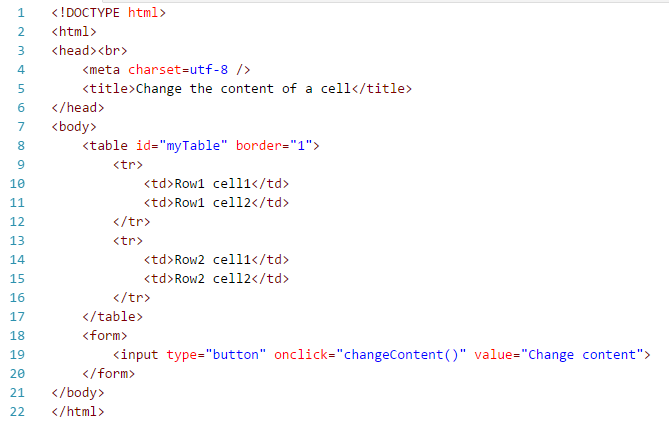 1 <!DOCTYPE html>
2 <html>
3 <head><br>
4 <meta charset=utf-8 />
5 <title>Change the content of a cell</title>
6 </head>
7 <body>
8 <table id="myTable" border="1">
9 <tr>
10 <td>Row1 cell1</td>
11 <td>Row1 cell2</td>
12 </tr>
13 <tr>
14 <td>Row2 cell1</td>
15 <td>Row2 cell2</td>
16 </tr>
17 </table>
18 <form>
19 <input type="button" onclick="changeContent()" value="Change content">
20 </form>
21 </body>
22 </html>